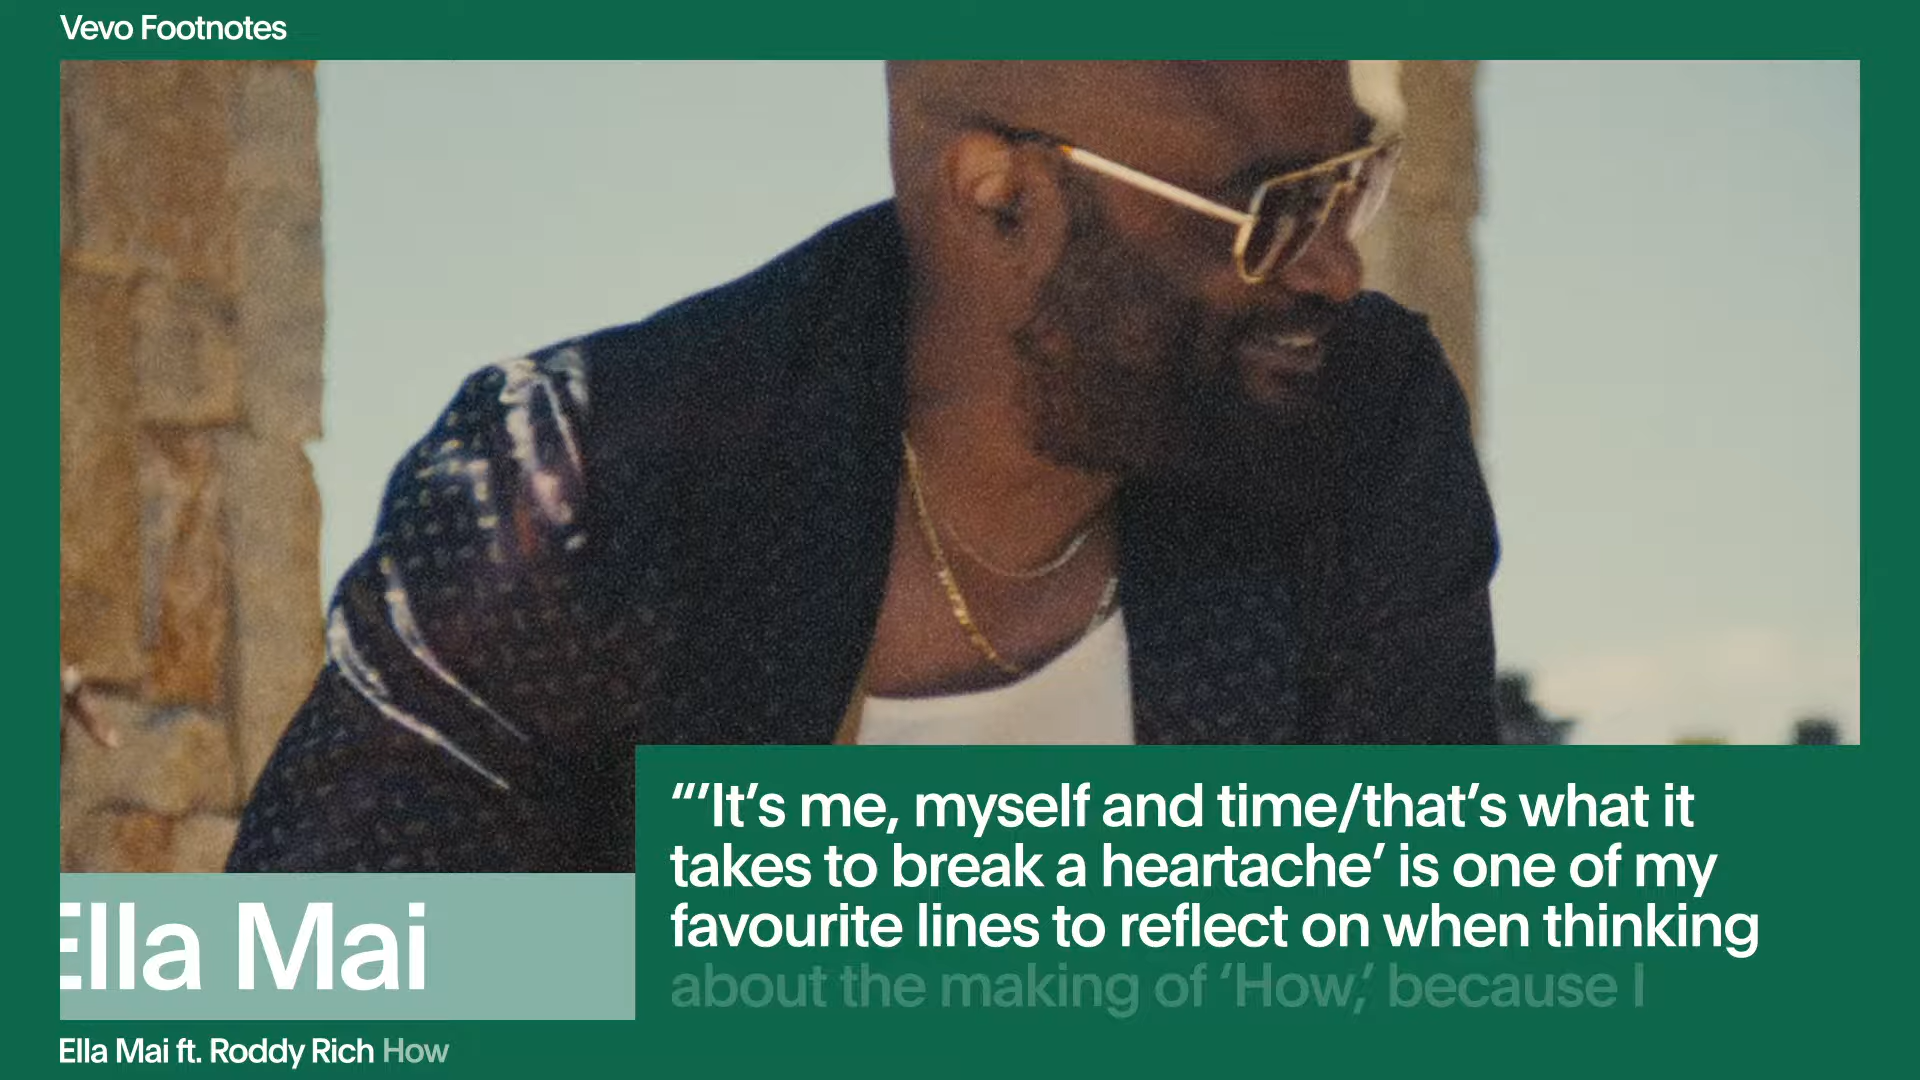 Vevo Footnotes
“‘It’s me, myself and time/that’s what it
takes to break a heartache’ is one of my
favourite lines to reflect on when thinking
about the making of ‘How,’ because I
Ella Mai
Ella Mai ft. Roddy Rich How